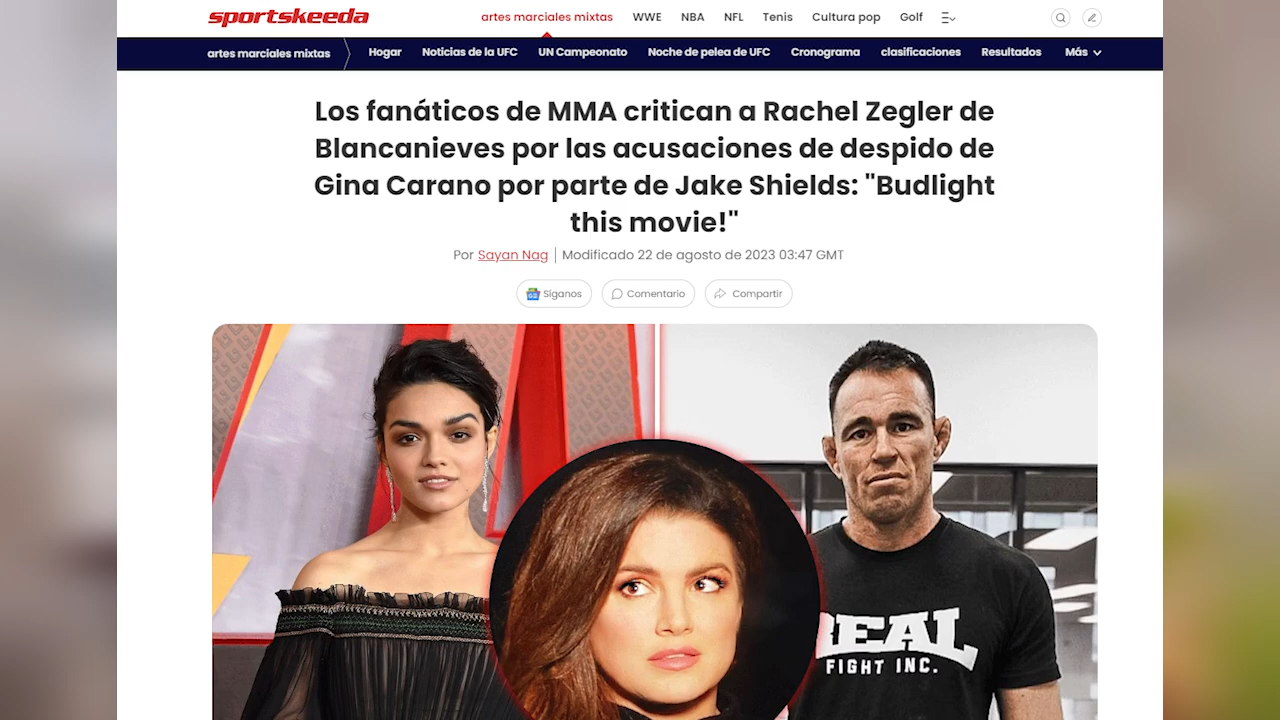 sportskeeda
artes marciales mixtas WWE NBA NFL Tenis Cultura pop Golf
artes marciales mixtas Hogar Noticias de la UFC UN Campeonato Noche de pelea de UFC Cronograma clasificaciones Resultados Más
Los fanáticos de MMA critican a Rachel Zegler de
Blancanieves por las acusaciones de despido de
Gina Carano por parte de Jake Shields: "Budlight
this movie!"
Por Sayan Nag | Modificado 22 de agosto de 2023 03:47 GMT
Síganos Comentario Compartir
REAL
FIGHT INC.